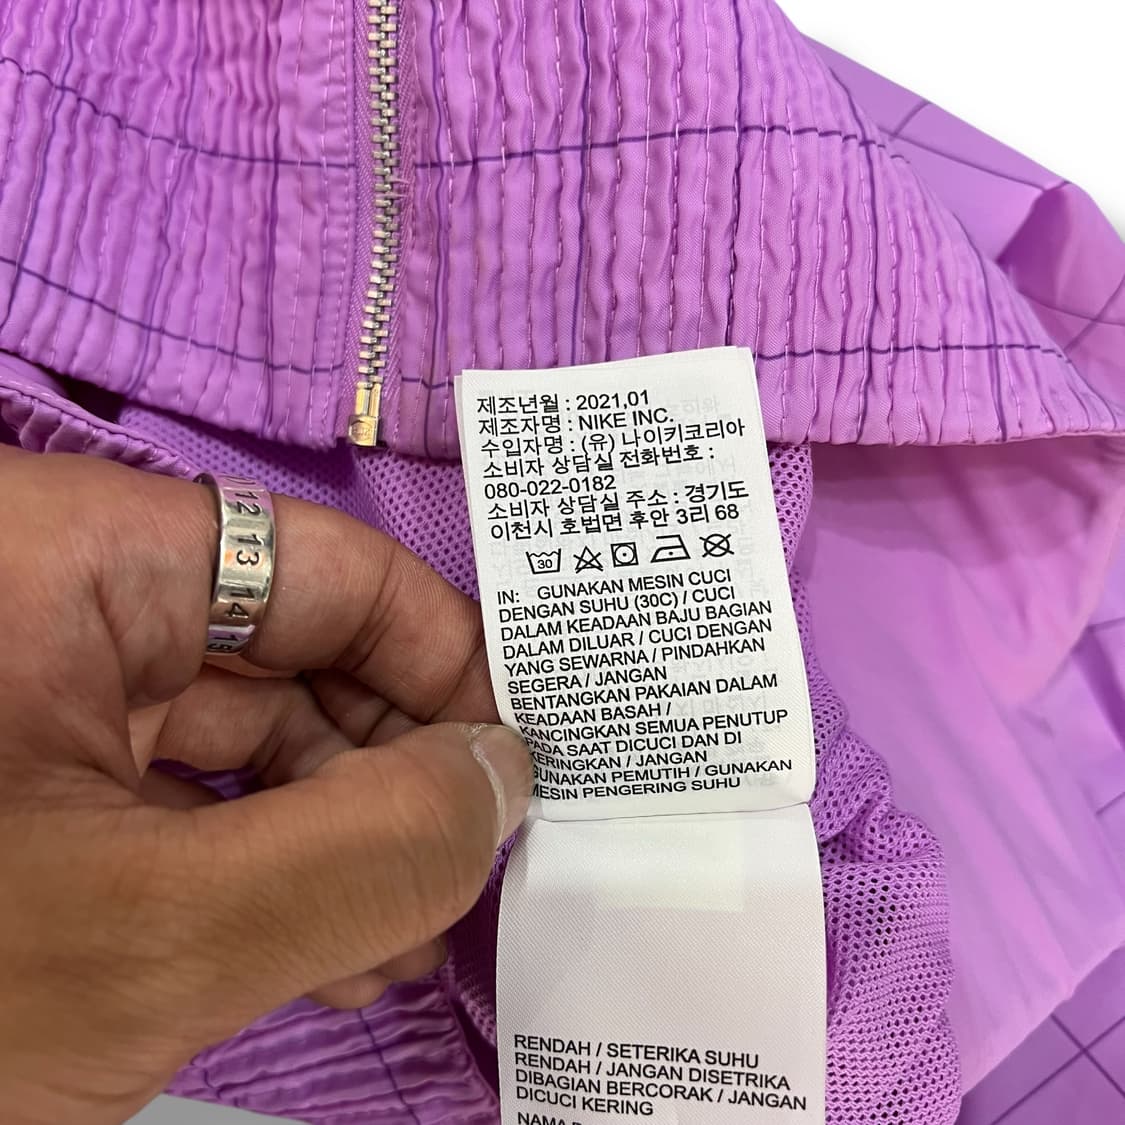 12
13
14
15
제조년월 : 2021,01
제조자명 : NIKE INC.
수입자명 : (유) 나이키코리아
소비자 상담실 전화번호 :
080-022-0182
소비자 상담실 주소 : 경기도
이천시 호법면 후안 3리 68
30
IN: GUNAKAN MESIN CUCI
DENGAN SUHU (30C) / CUCI
DALAM KEADAAN BAJU BAGIAN
DALAM DILUAR / CUCI DENGAN
YANG SEWARNA / PINDAHKAN
SEGERA / JANGAN
BENTANGKAN PAKAIAN DALAM
KEADAAN BASAH /
KANCINGKAN SEMUA PENUTUP
PADA SAAT DICUCI DAN DI
KERINGKAN / JANGAN
GUNAKAN PEMUTIH / GUNAKAN
MESIN PENGERING SUHU
RENDAH / SETERIKA SUHU
RENDAH / JANGAN DISETRIKA
DIBAGIAN BERCORAK / JANGAN
DICUCI KERING
NAMA